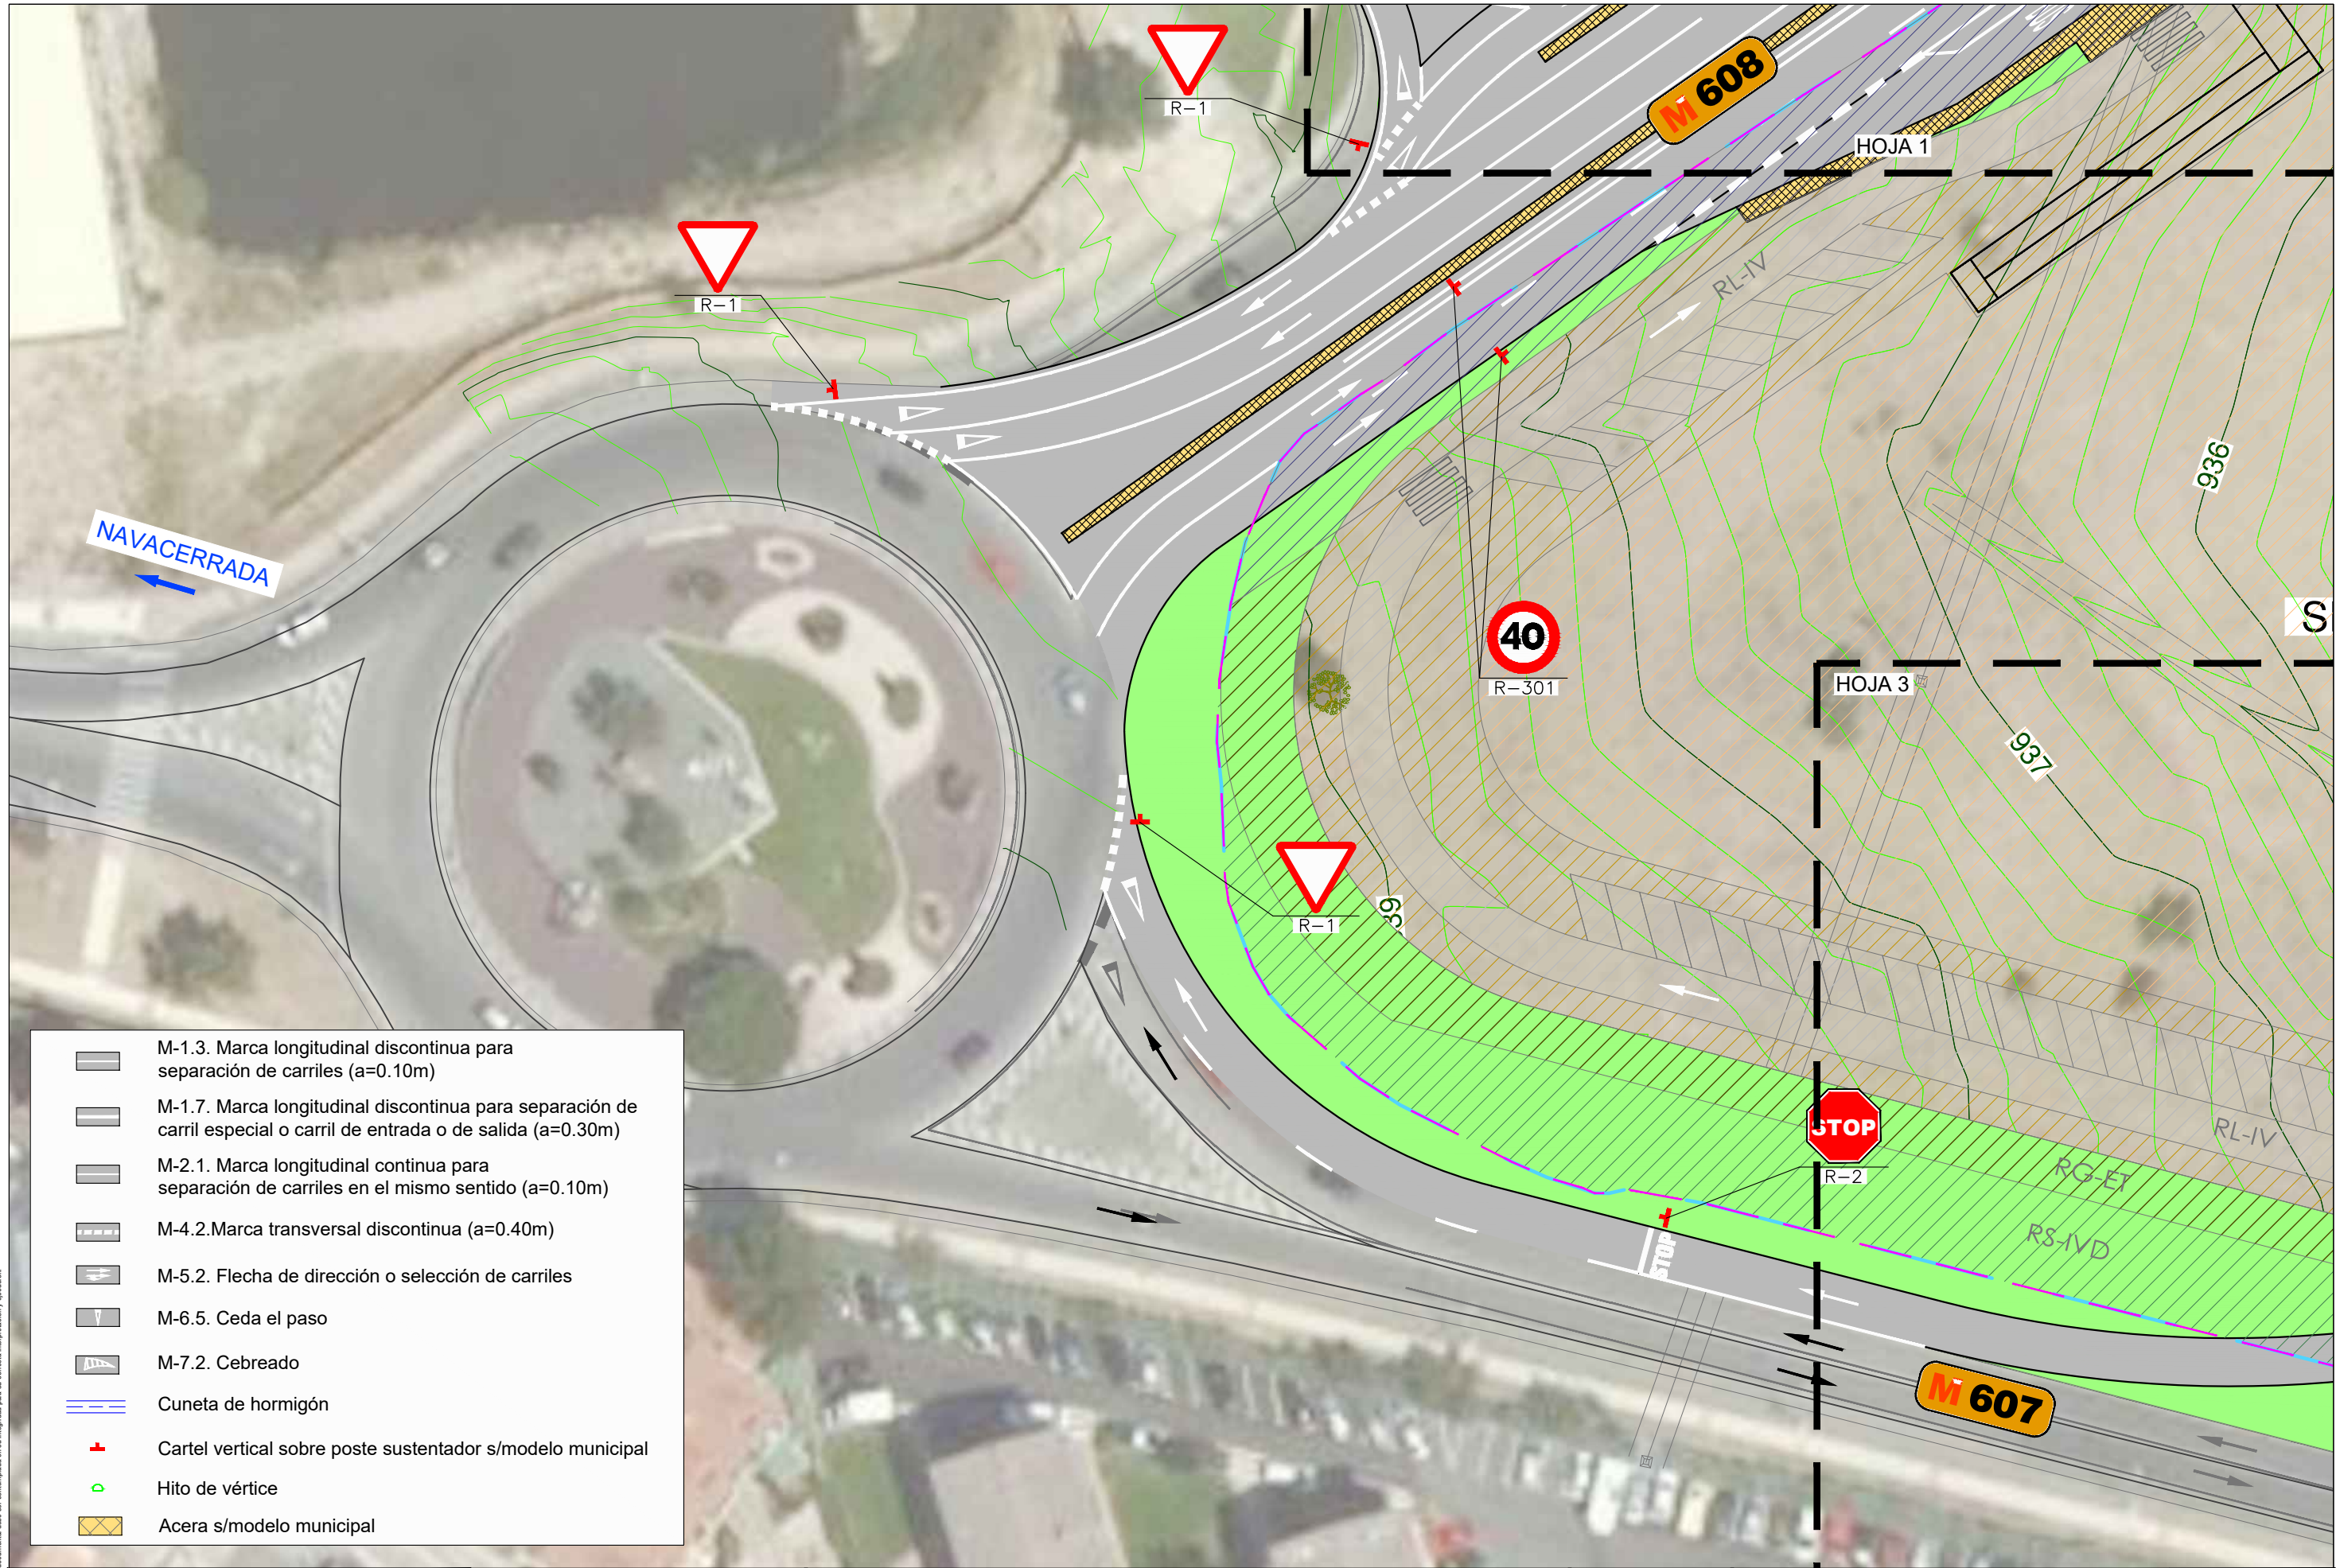 R-1
M 608
HOJA 1
R-1
RL-IV
NAVACERRADA
936
40
R-301
HOJA 3
937
R-1
STOP
R-2
RL-IV
RG-ET
RS-IVD
STOP
M 607
M-1.3. Marca longitudinal discontinua para
separación de carriles (a=0.10m)
M-1.7. Marca longitudinal discontinua para separación de
carril especial o carril de entrada o de salida (a=0.30m)
M-2.1. Marca longitudinal continua para
separación de carriles en el mismo sentido (a=0.10m)
M-4.2.Marca transversal discontinua (a=0.40m)
M-5.2. Flecha de dirección o selección de carriles
M-6.5. Ceda el paso
M-7.2. Cebreado
Cuneta de hormigón
Cartel vertical sobre poste sustentador s/modelo municipal
Hito de vértice
Acera s/modelo municipal